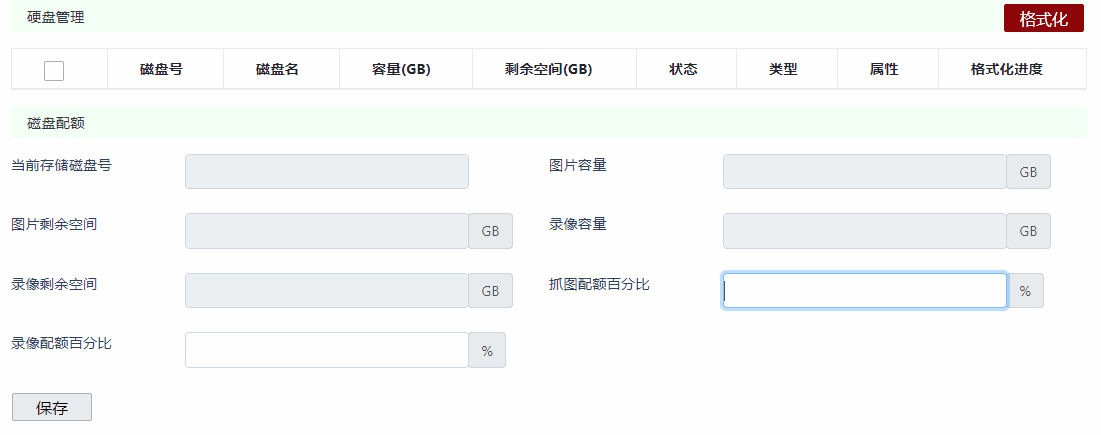 硬盘管理 格式化
磁盘号 磁盘名 容量(GB) 剩余空间(GB) 状态 类型 属性 格式化进度
磁盘配额
当前存储磁盘号 图片容量 GB
图片剩余空间 GB 录像容量 GB
录像剩余空间 GB 抓图配额百分比 %
录像配额百分比 %
保存